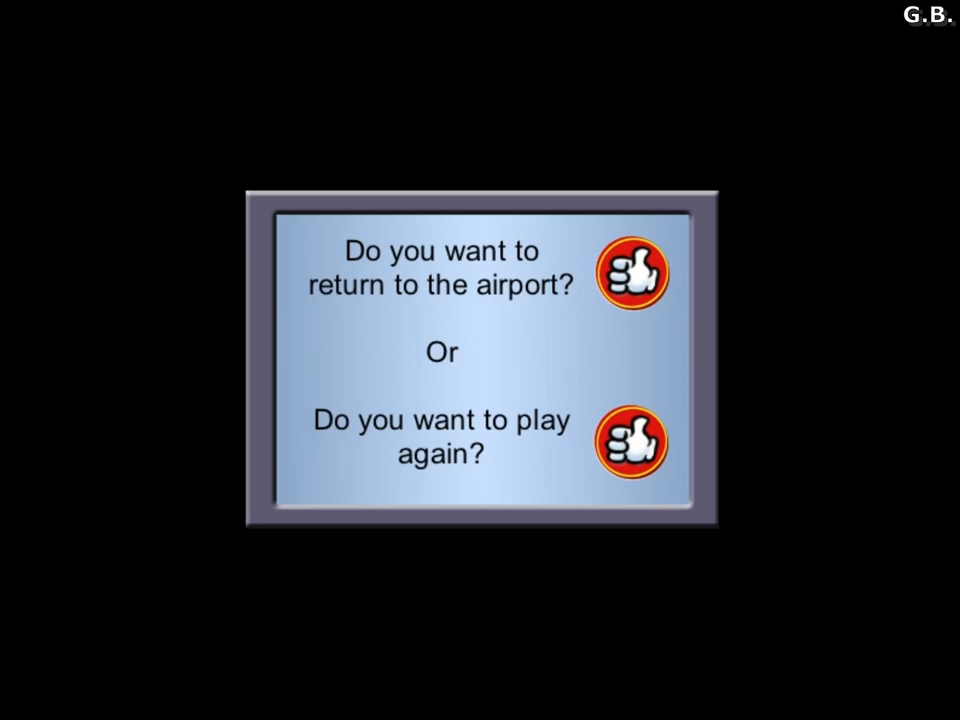 G.B.
Do you want to
return to the airport?
Or
Do you want to play
again?